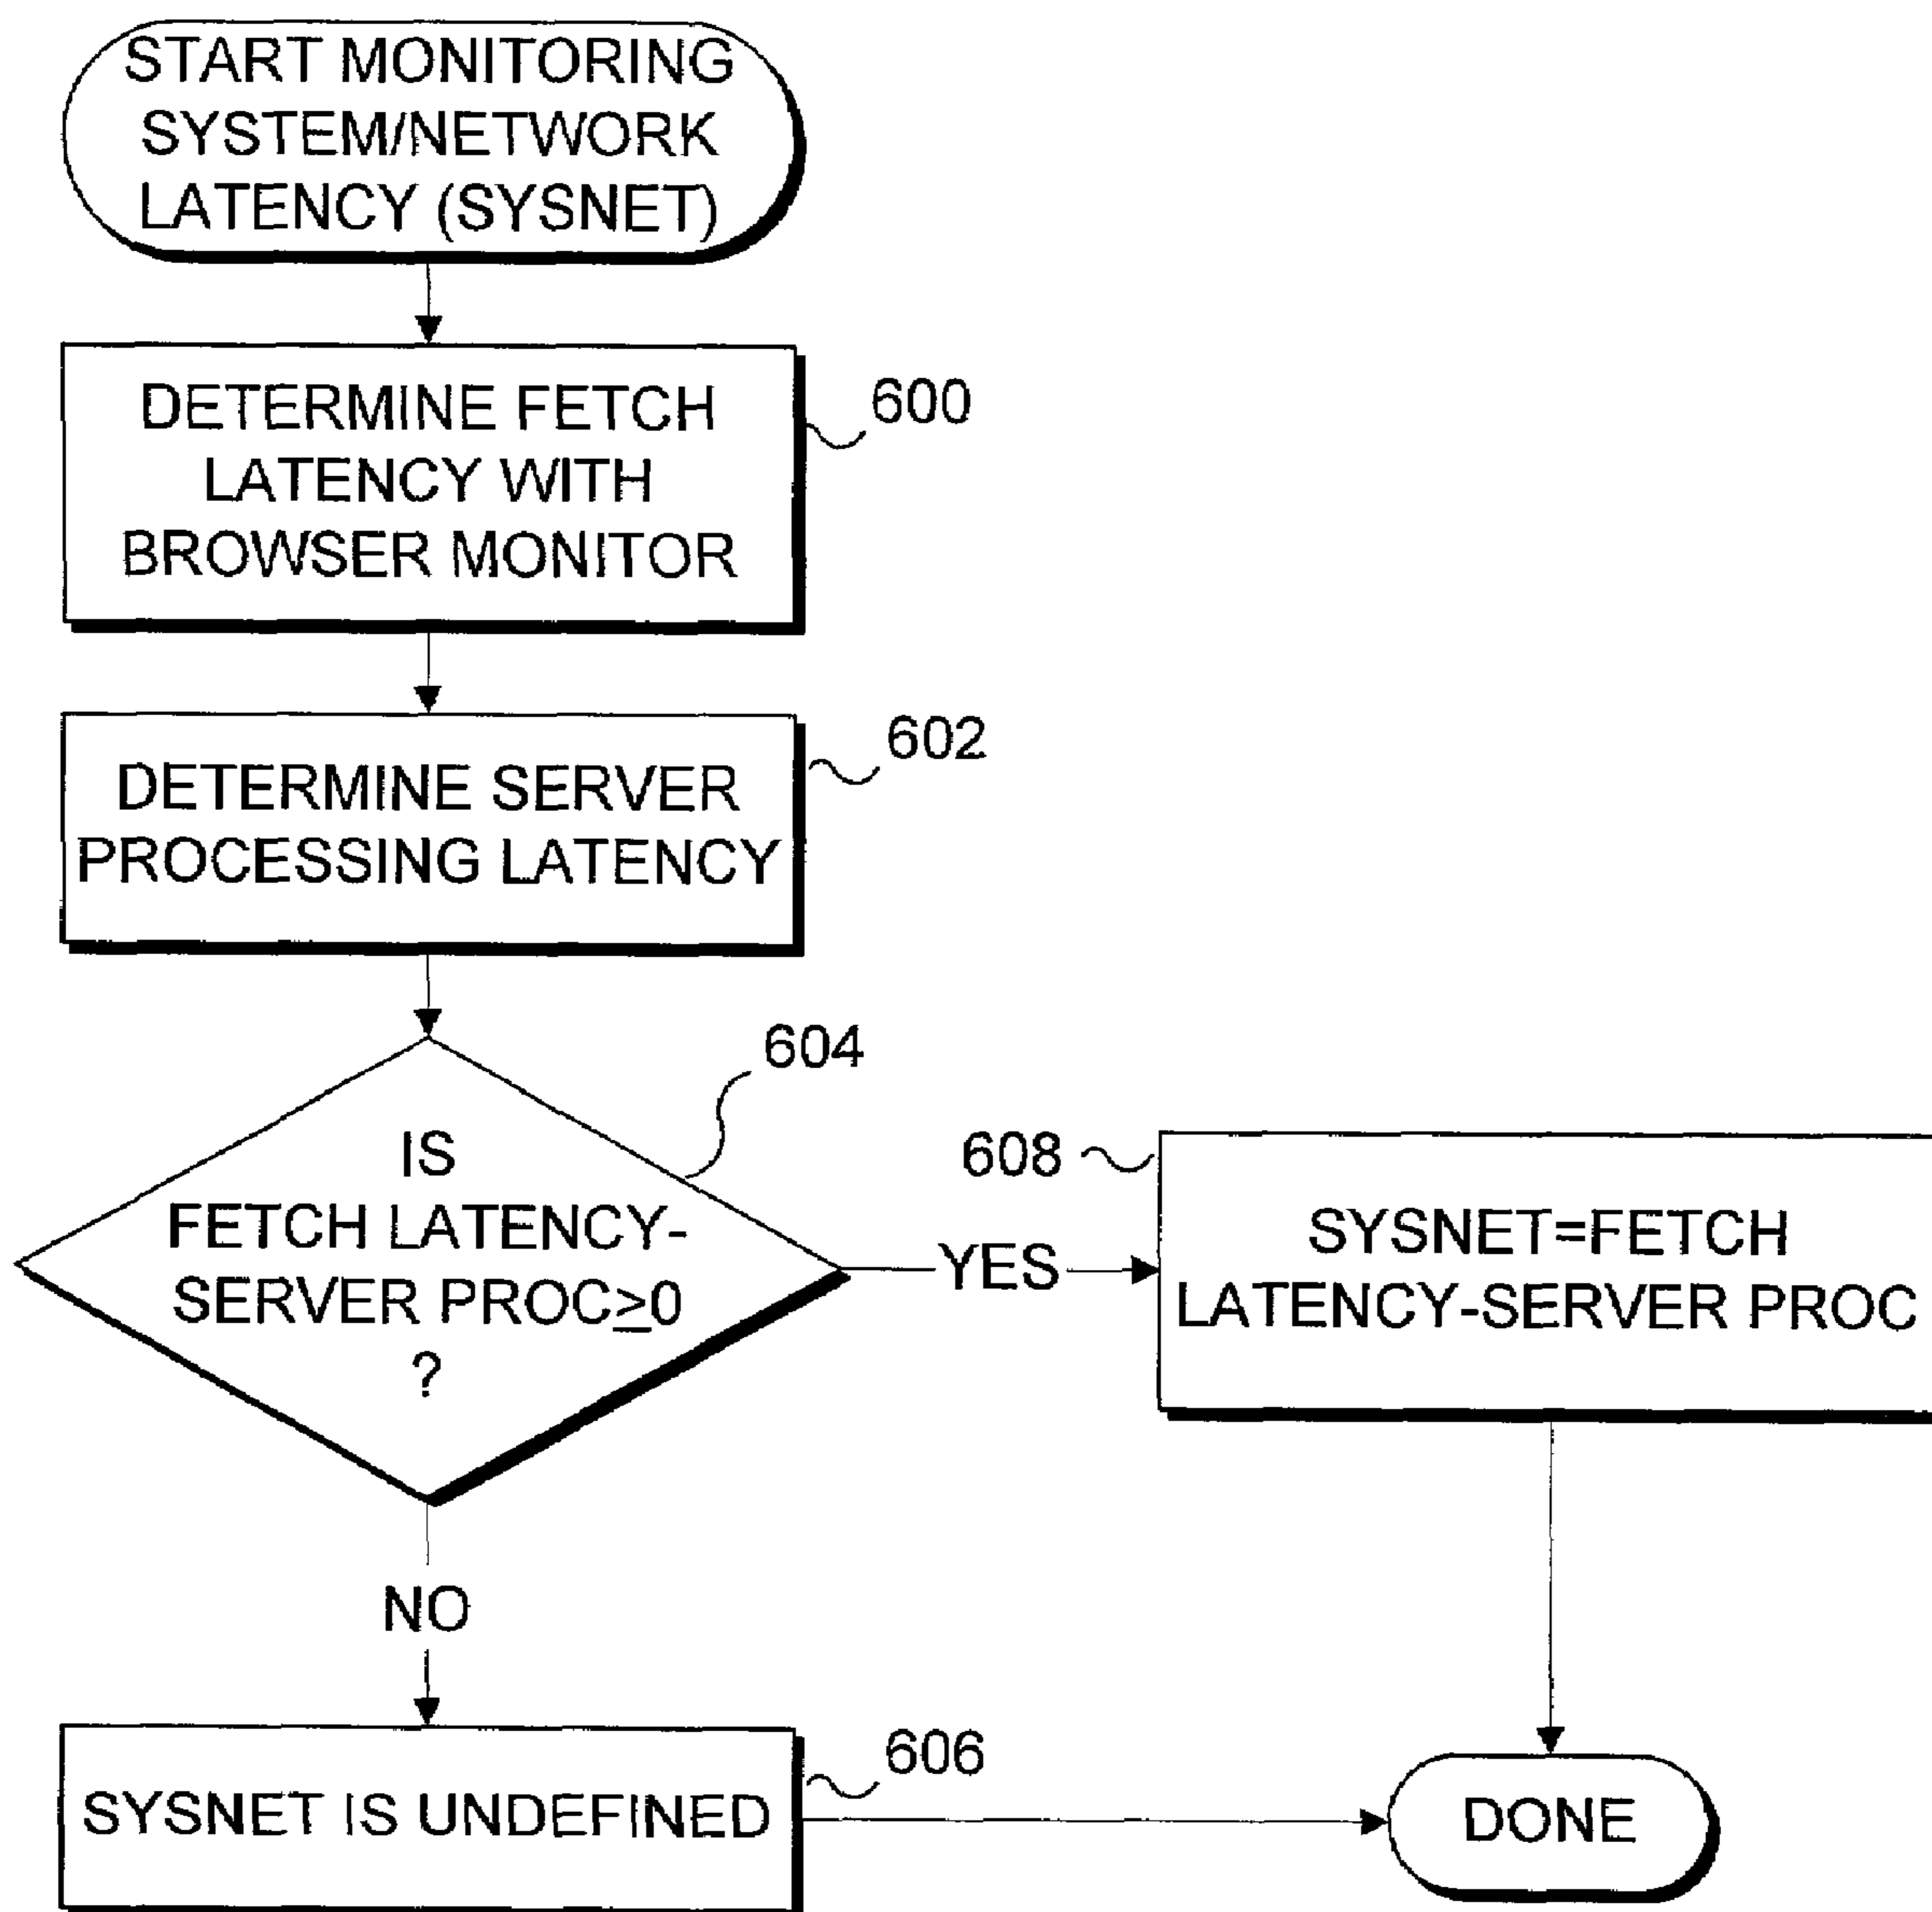 START MONITORING
SYSTEM/NETWORK
LATENCY (SYSNET)
DETERMINE FETCH
LATENCY WITH
BROWSER MONITOR
600
DETERMINE SERVER
PROCESSING LATENCY
602
IS
FETCH LATENCY-
SERVER PROC≥0
?
604
YES
608
SYSNET=FETCH
LATENCY-SERVER PROC
NO
SYSNET IS UNDEFINED
606
DONE